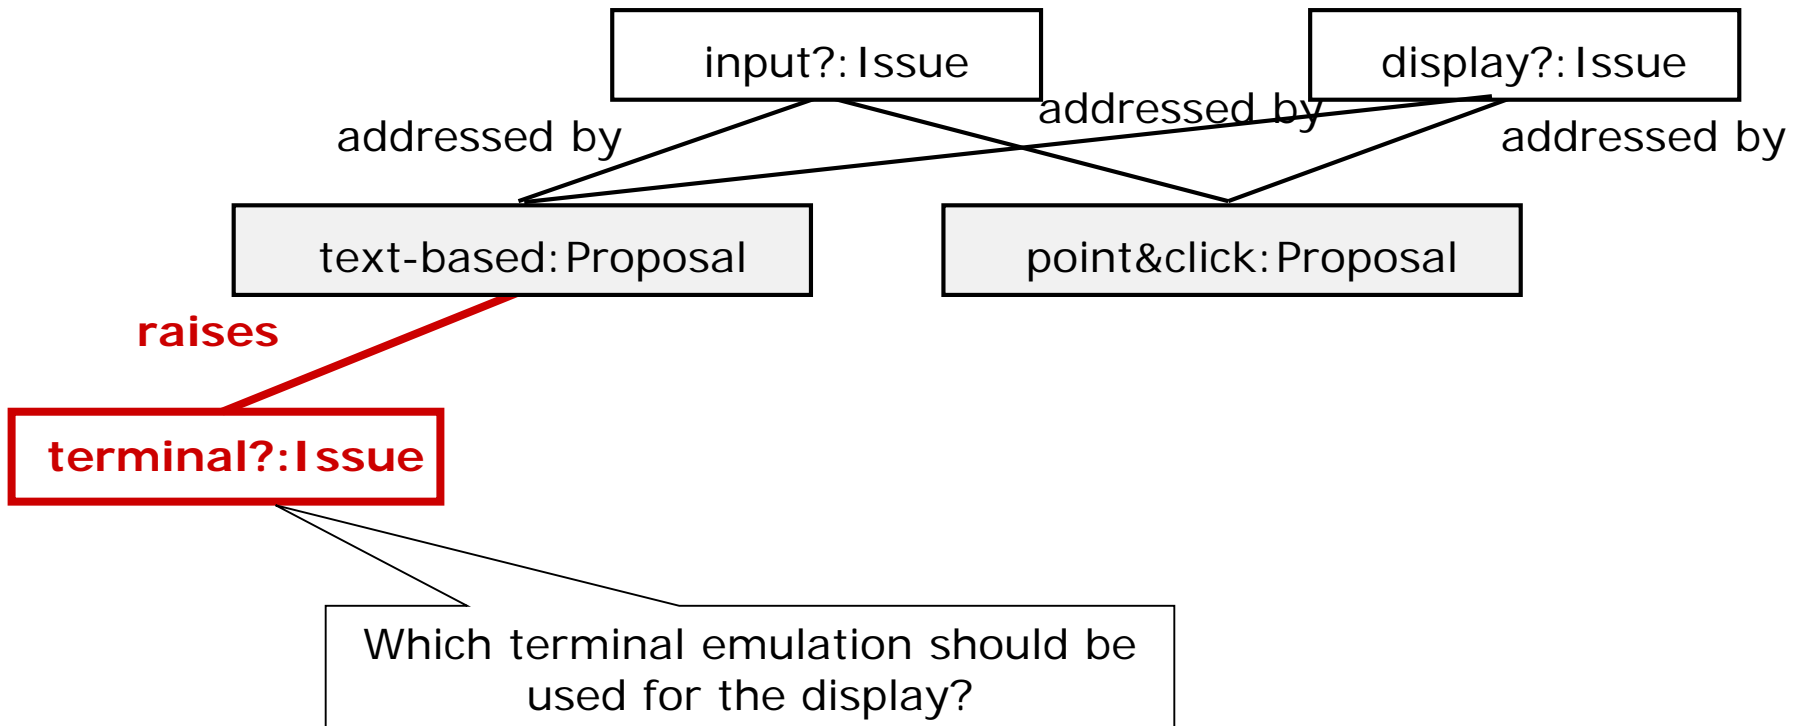 input?:Issue
display?:Issue
addressed by
addressed by
addressed by
text-based:Proposal
point&click:Proposal
raises
terminal?:Issue
Which terminal emulation should be
used for the display?